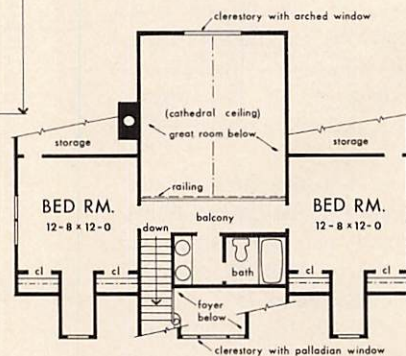 clerestory with arched window
(cathedral ceiling)
great room below
storage
storage
railing
BED RM.
12-8 x 12-0
balcony
BED RM.
12-8 x 12-0
down
bath
cl
cl
cl
cl
foyer
below
clerestory with palladian window